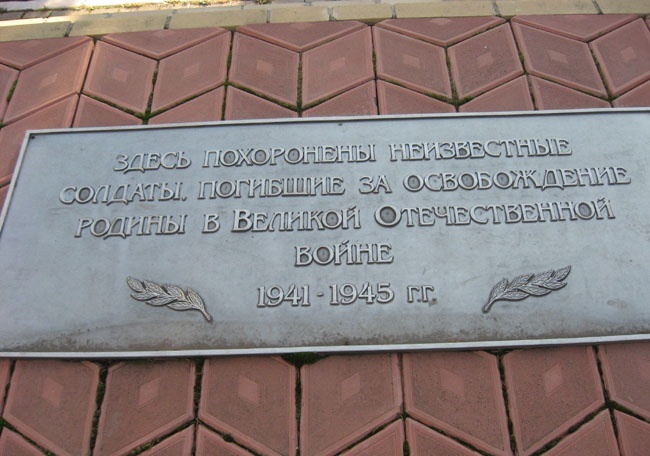 ЗДЕСЬ ПОХОРОНЕНЫ НЕИЗВЕСТНЫЕ
СОЛДАТЫ, ПОГИБШИЕ ЗА ОСВОБОЖДЕНИЕ
РОДИНЫ В ВЕЛИКОЙ ОТЕЧЕСТВЕННОЙ
ВОЙНЕ
1941 - 1945 ГГ.